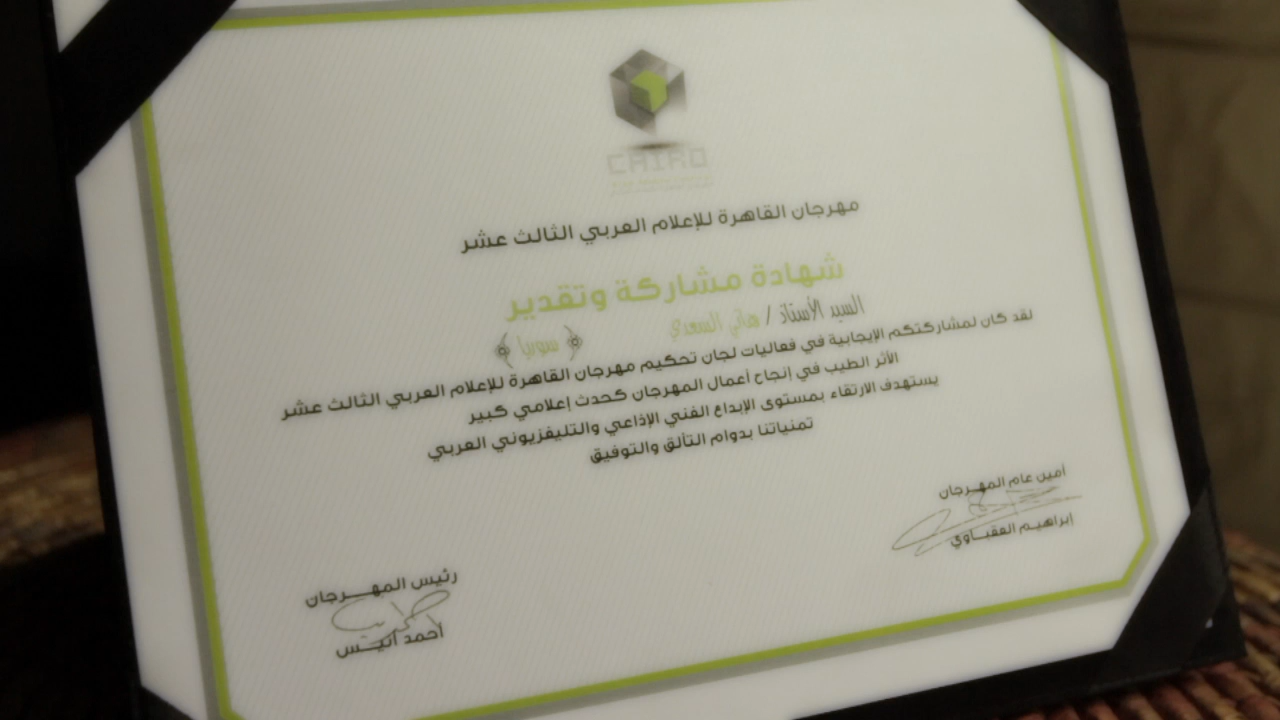 CAIRO
مهرجان القاهرة للإعلام العربي الثالث عشر
شهادة مشاركة وتقدير
السيد الأستاذ / هاني السعدي
﴿ سوريا ﴾
لقد كان لمشاركتكم الإيجابية في فعاليات لجان تحكيم مهرجان القاهرة للإعلام العربي الثالث عشر
الأثر الطيب في إنجاح أعمال المهرجان كحدث إعلامي كبير
يستهدف الارتقاء بمستوى الإبداع الفني الإذاعي والتليفزيوني العربي
تمنياتنا بدوام التألق والتوفيق
أمين عام المهرجان
إبراهيم العقباوي
رئيس المهرجان
أحمد أنيس